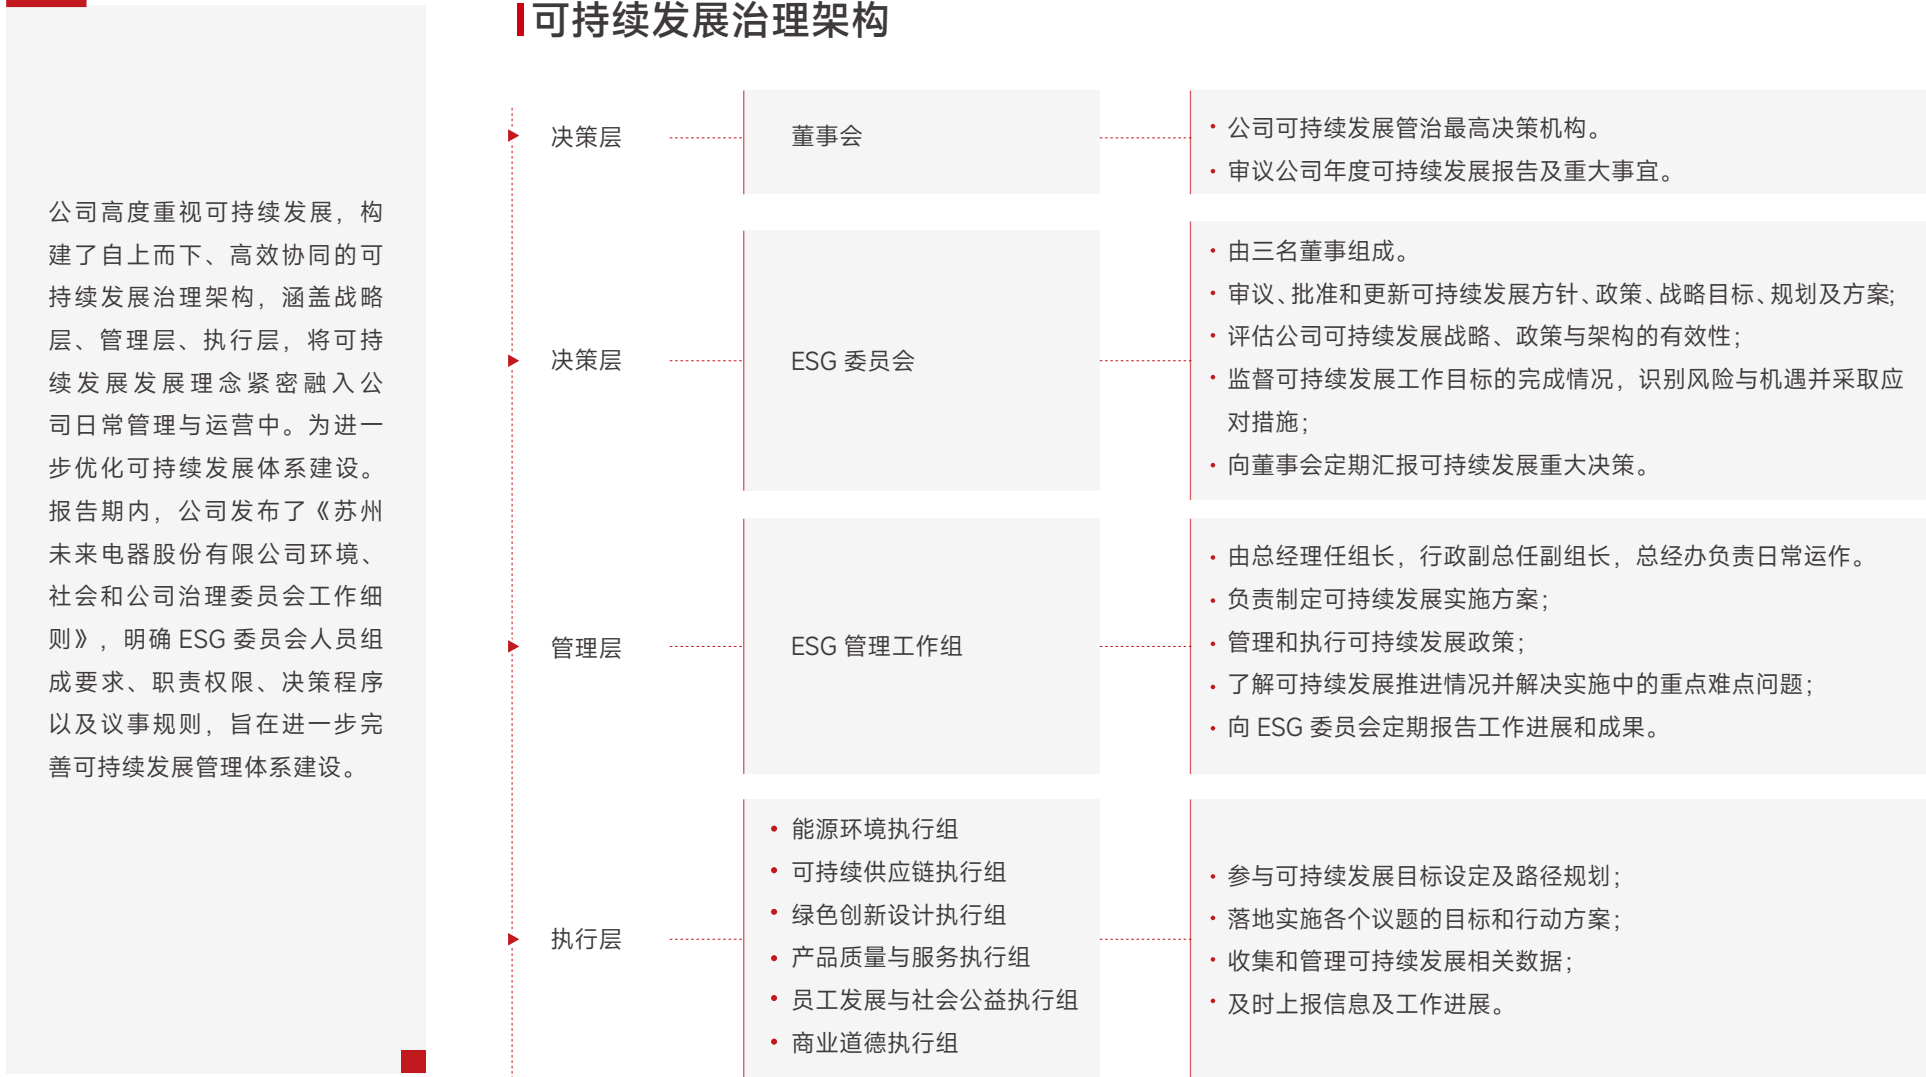 可持续发展治理架构
公司高度重视可持续发展，构
建了自上而下、高效协同的可
持续发展治理架构，涵盖战略
层、管理层、执行层，将可持
续发展发展理念紧密融入公
司日常管理与运营中。为进一
步优化可持续发展体系建设。
报告期内，公司发布了《苏州
未来电器股份有限公司环境、
社会和公司治理委员会工作细
则》，明确 ESG 委员会人员组
成要求、职责权限、决策程序
以及议事规则，旨在进一步完
善可持续发展管理体系建设。
决策层
董事会
• 公司可持续发展管治最高决策机构。
• 审议公司年度可持续发展报告及重大事宜。
决策层
ESG 委员会
• 由三名董事组成。
• 审议、批准和更新可持续发展方针、政策、战略目标、规划及方案；
• 评估公司可持续发展战略、政策与架构的有效性；
• 监督可持续发展工作目标的完成情况，识别风险与机遇并采取应
对措施；
• 向董事会定期汇报可持续发展重大决策。
管理层
ESG 管理工作组
• 由总经理任组长，行政副总任副组长，总经办负责日常运作。
• 负责制定可持续发展实施方案；
• 管理和执行可持续发展政策；
• 了解可持续发展推进情况并解决实施中的重点难点问题；
• 向 ESG 委员会定期报告工作进展和成果。
执行层
• 能源环境执行组
• 可持续供应链执行组
• 绿色创新设计执行组
• 产品质量与服务执行组
• 员工发展与社会公益执行组
• 商业道德执行组
• 参与可持续发展目标设定及路径规划；
• 落地实施各个议题的目标和行动方案；
• 收集和管理可持续发展相关数据；
• 及时上报信息及工作进展。